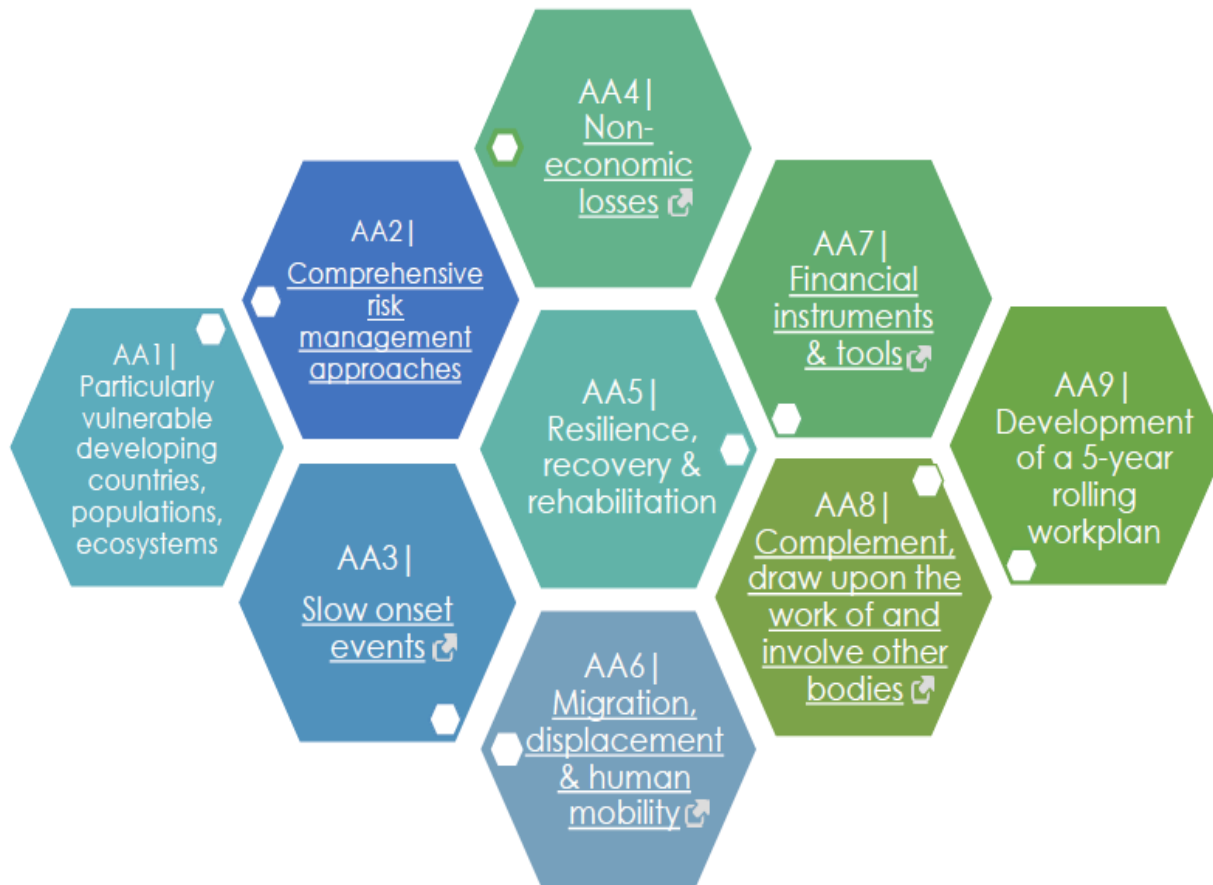 AA1|
Particularly
vulnerable
developing
countries,
populations,
ecosystems
AA2|
Comprehensive
risk
management
approaches
AA3|
Slow onset
events
AA4|
Non-
economic
losses
AA5|
Resilience,
recovery &
rehabilitation
AA6|
Migration,
displacement
& human
mobility
AA7|
Financial
instruments
& tools
AA8|
Complement,
draw upon the
work of and
involve other
bodies
AA9|
Development
of a 5-year
rolling
workplan